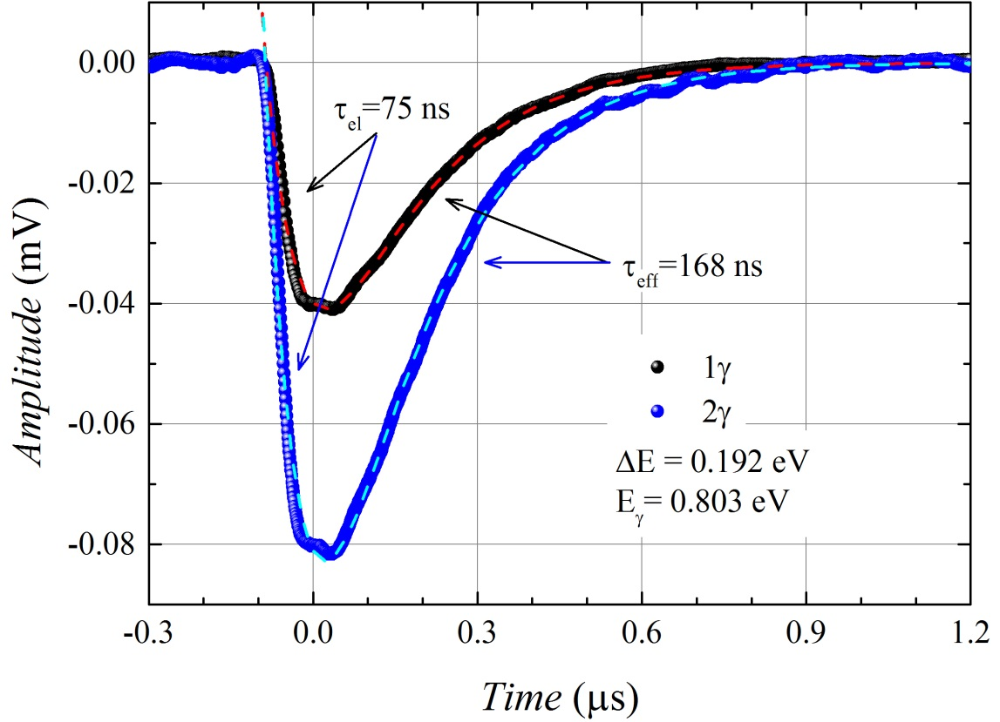 0.00
-0.02
-0.04
-0.06
-0.08
Amplitude (mV)
τel=75 ns
τeff=168 ns
1γ
2γ
ΔE = 0.192 eV
Eγ= 0.803 eV
-0.3 0.0 0.3 0.6 0.9 1.2
Time (μs)